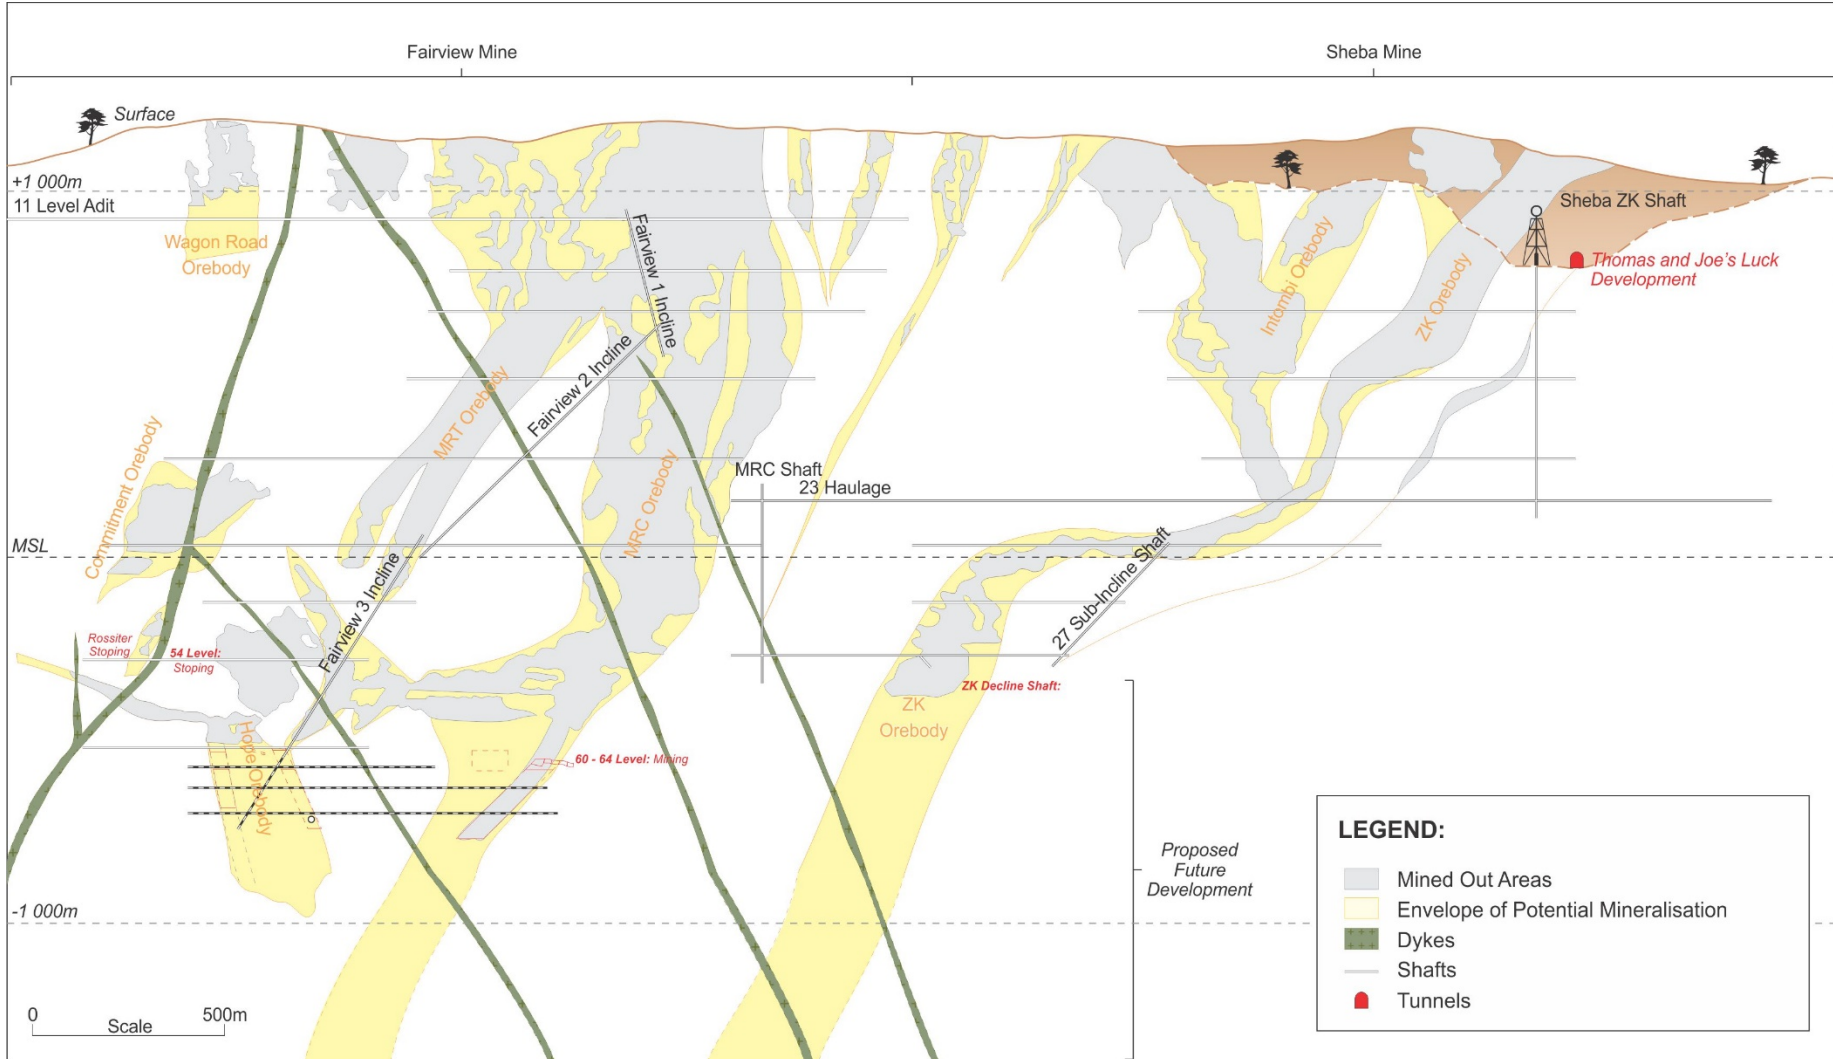 Fairview Mine
Sheba Mine
Surface
+1 000m
11 Level Adit
Wagon Road
Orebody
Fairview 1 Incline
Fairview 2 Incline
MRT Orebody
Commitment Orebody
MRC Orebody
MRC Shaft
23 Haulage
Intombi Orebody
ZK Orebody
Sheba ZK Shaft
Thomas and Joe's Luck
Development
MSL
Fairview 3 Incline
27 Sub-Incline Shaft
Rossiter
Stoping
54 Level:
Stoping
ZK Decline Shaft:
ZK
Orebody
Hope Orebody
60 - 64 Level: Mining
Proposed
Future
Development
-1 000m
0
500m
Scale
LEGEND:
Mined Out Areas
Envelope of Potential Mineralisation
Dykes
Shafts
Tunnels